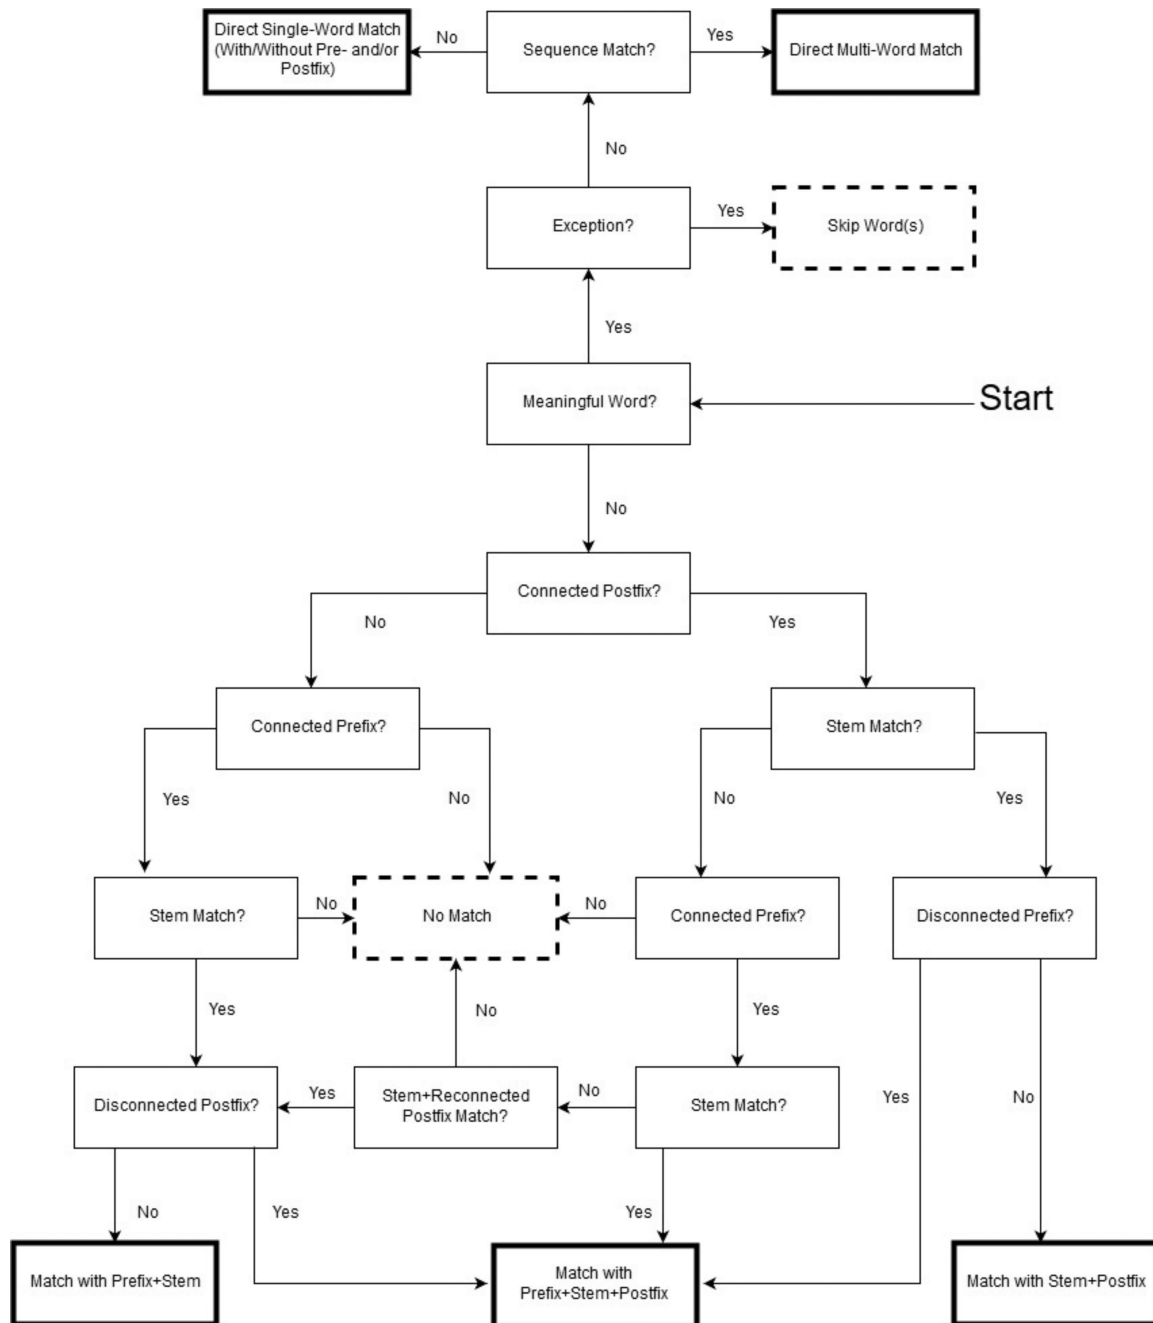 Direct Single-Word Match
(With/Without Pre- and/or
Postfix)
No
Sequence Match?
Yes
Direct Multi-Word Match
No
Exception?
Yes
Skip Word(s)
Yes
Meaningful Word?
Start
No
Connected Postfix?
No
Yes
Connected Prefix?
Stem Match?
Yes
No
No
Yes
Stem Match?
No
No Match
No
Connected Prefix?
Disconnected Prefix?
Yes
No
Yes
Disconnected Postfix?
Yes
Stem+Reconnected
Postfix Match?
No
Stem Match?
Yes
No
No
Yes
Yes
Match with Prefix+Stem
Match with
Prefix+Stem+Postfix
Match with Stem+Postfix